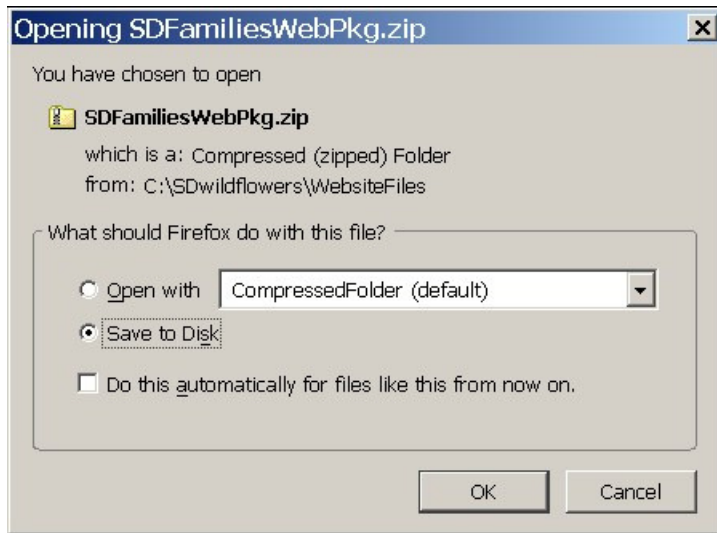 Opening SDFamiliesWebPkg.zip
You have chosen to open
SDFamiliesWebPkg.zip
which is a: Compressed (zipped) Folder
from: C:\SDwildflowers\WebsiteFiles
What should Firefox do with this file?
Open with CompressedFolder (default)
Save to Disk
Do this automatically for files like this from now on.
OK Cancel